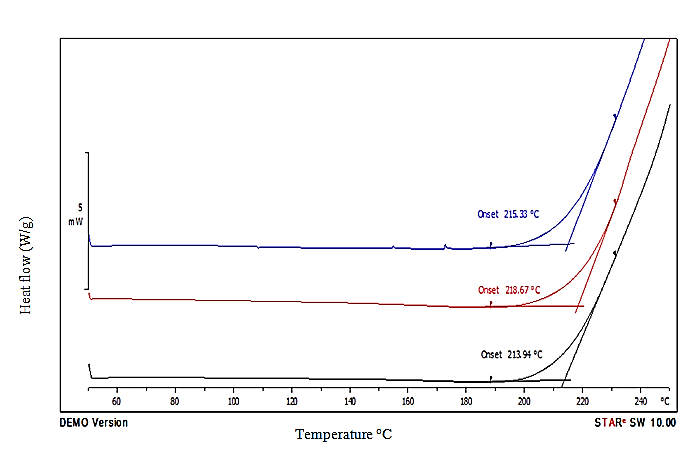 5
mW
Heat flow (W/g)
Onset 215.33 °C
Onset 218.67 °C
Onset 213.94 °C
60 80 100 120 140 160 180 200 220 240 °C
DEMO Version
STARe SW 10.00
Temperature °C